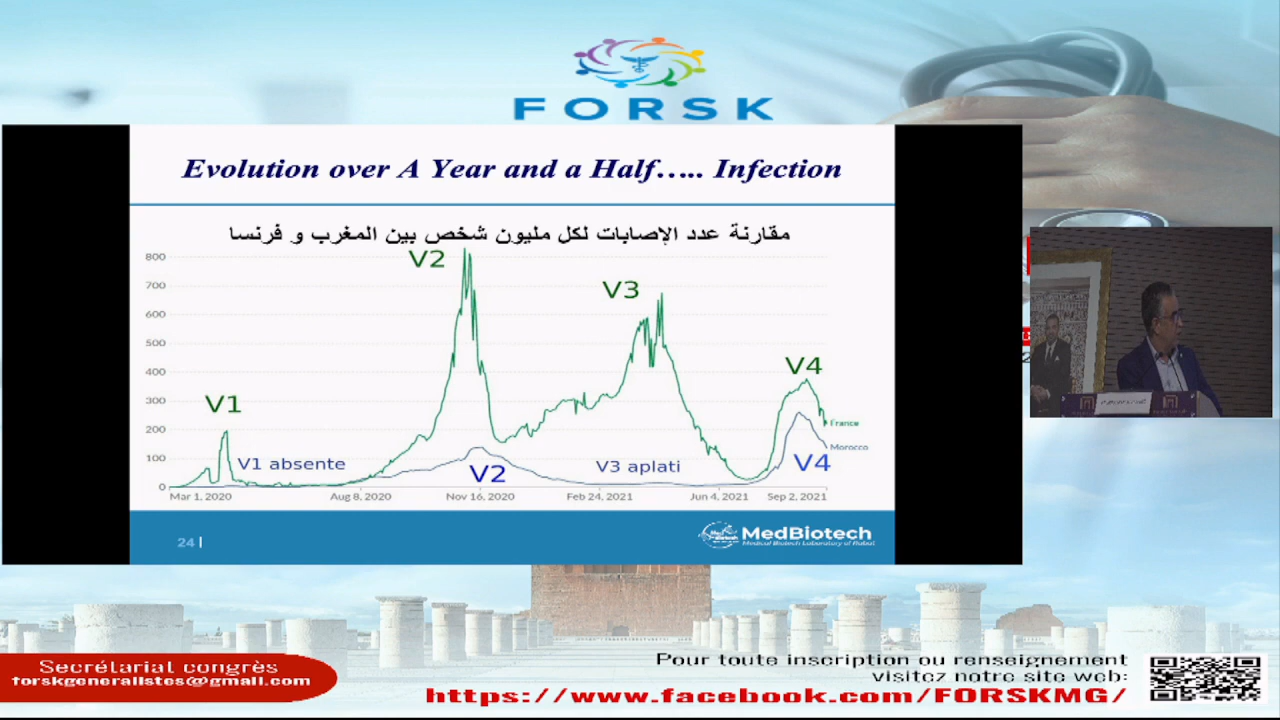 FORSK
Evolution over A Year and a Half..... Infection
مقارنة عدد الإصابات لكل مليون شخص بين المغرب و فرنسا
800
700
600
500
400
300
200
100
0
V1
V2
V3
V4
V1 absente
V2
V3 aplati
V4
France
Morocco
Mar 1, 2020
Aug 8, 2020
Nov 16, 2020
Feb 24, 2021
Jun 4, 2021
Sep 2, 2021
24 |
MedBiotech
Medical Biotech Laboratory of Rabat
Secrétariat congrès
forskgeneralistes@gmail.com
Pour toute inscription ou renseignement
visitez notre site web:
https://www.facebook.com/FORSKMG/